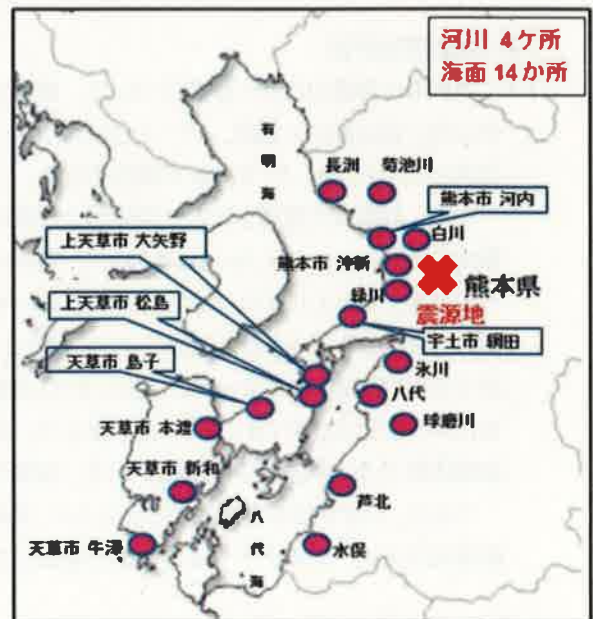 河川 4ケ所
海面 14か所
有明海
長洲
菊池川
熊本市 河内
白川
上天草市 大矢野
熊本市 沖新
熊本県
上天草市 松島
緑川
震源地
宇土市 網田
天草市 島子
氷川
八代
天草市 本渡
球磨川
天草市 新和
芦北
八代海
天草市 牛深
水俣